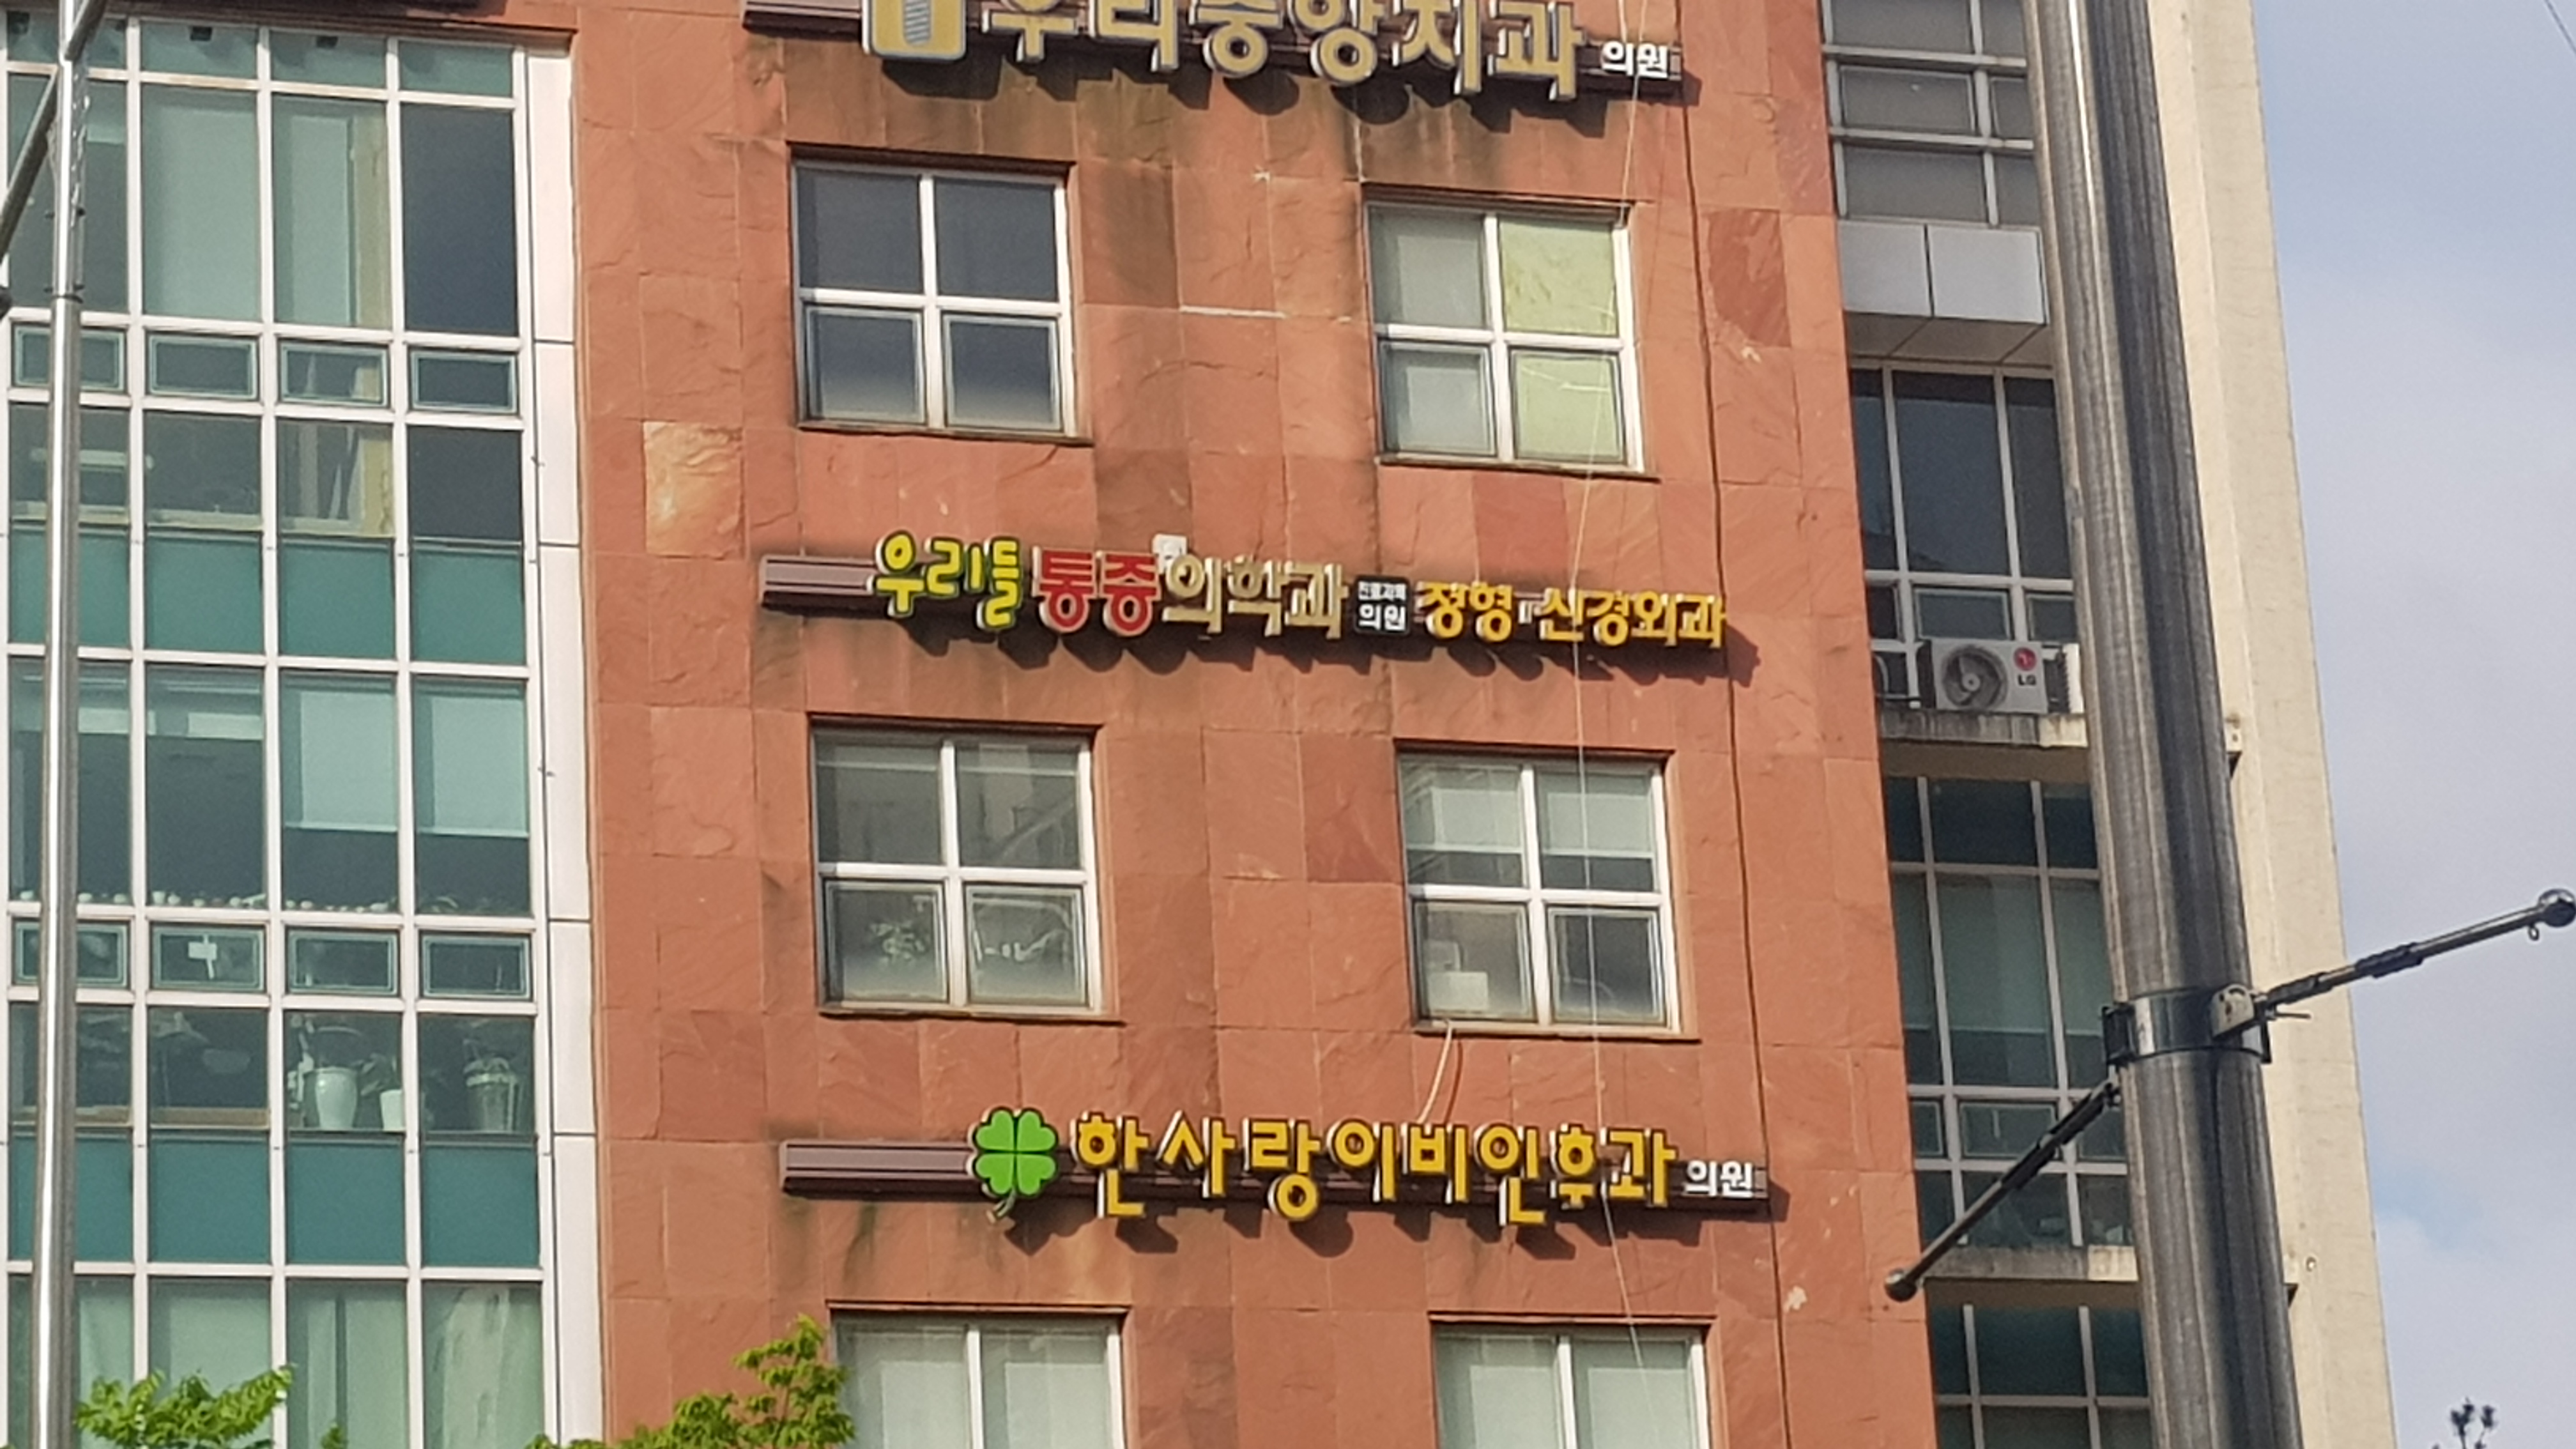 우리중앙치과 의원
우리들 통증의학과 진료과목 의원 정형·신경외과
LG
한사랑이비인후과 의원